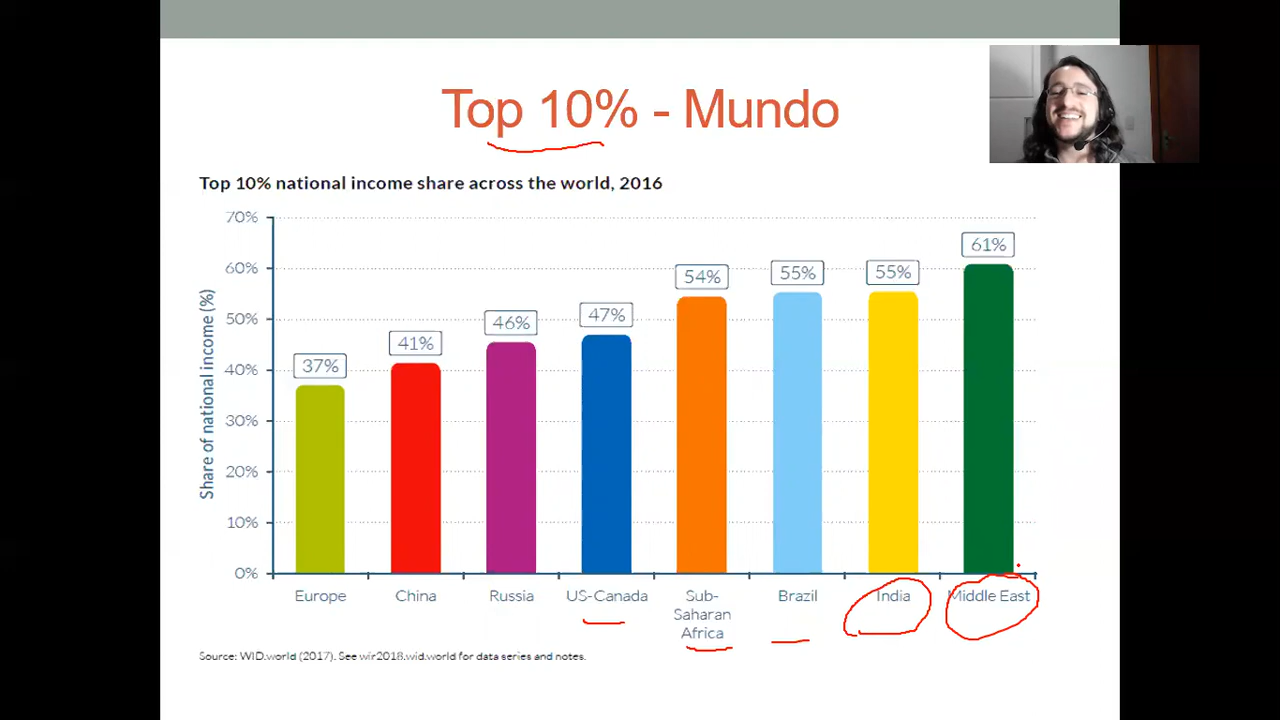 Top 10% - Mundo
Top 10% national income share across the world, 2016
Share of national income (%)
70%
60%
50%
40%
30%
20%
10%
0%
37%
41%
46%
47%
54%
55%
55%
61%
Europe
China
Russia
US-Canada
Sub-
Saharan
Africa
Brazil
India
Middle East
Source: WID.world (2017). See wir2018.wid.world for data series and notes.